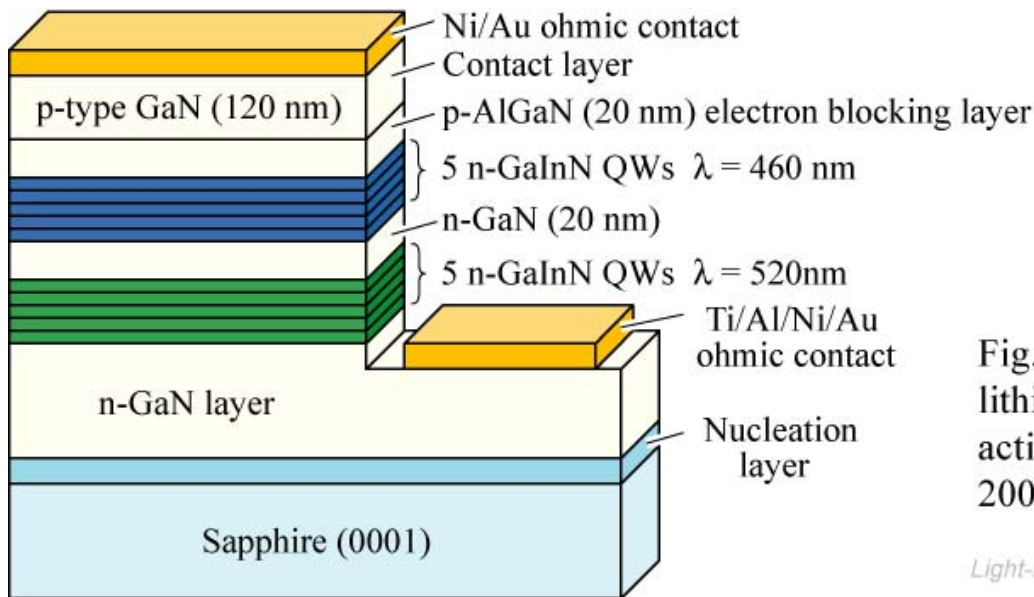 Ni/Au ohmic contact
Contact layer
p-type GaN (120 nm)
p-AlGaN (20 nm) electron blocking layer
5 n-GaInN QWs λ = 460 nm
n-GaN (20 nm)
5 n-GaInN QWs λ = 520nm
Ti/Al/Ni/Au
ohmic contact
n-GaN layer
Nucleation
layer
Sapphire (0001)
Fig.
lithi
acti
200
Light-